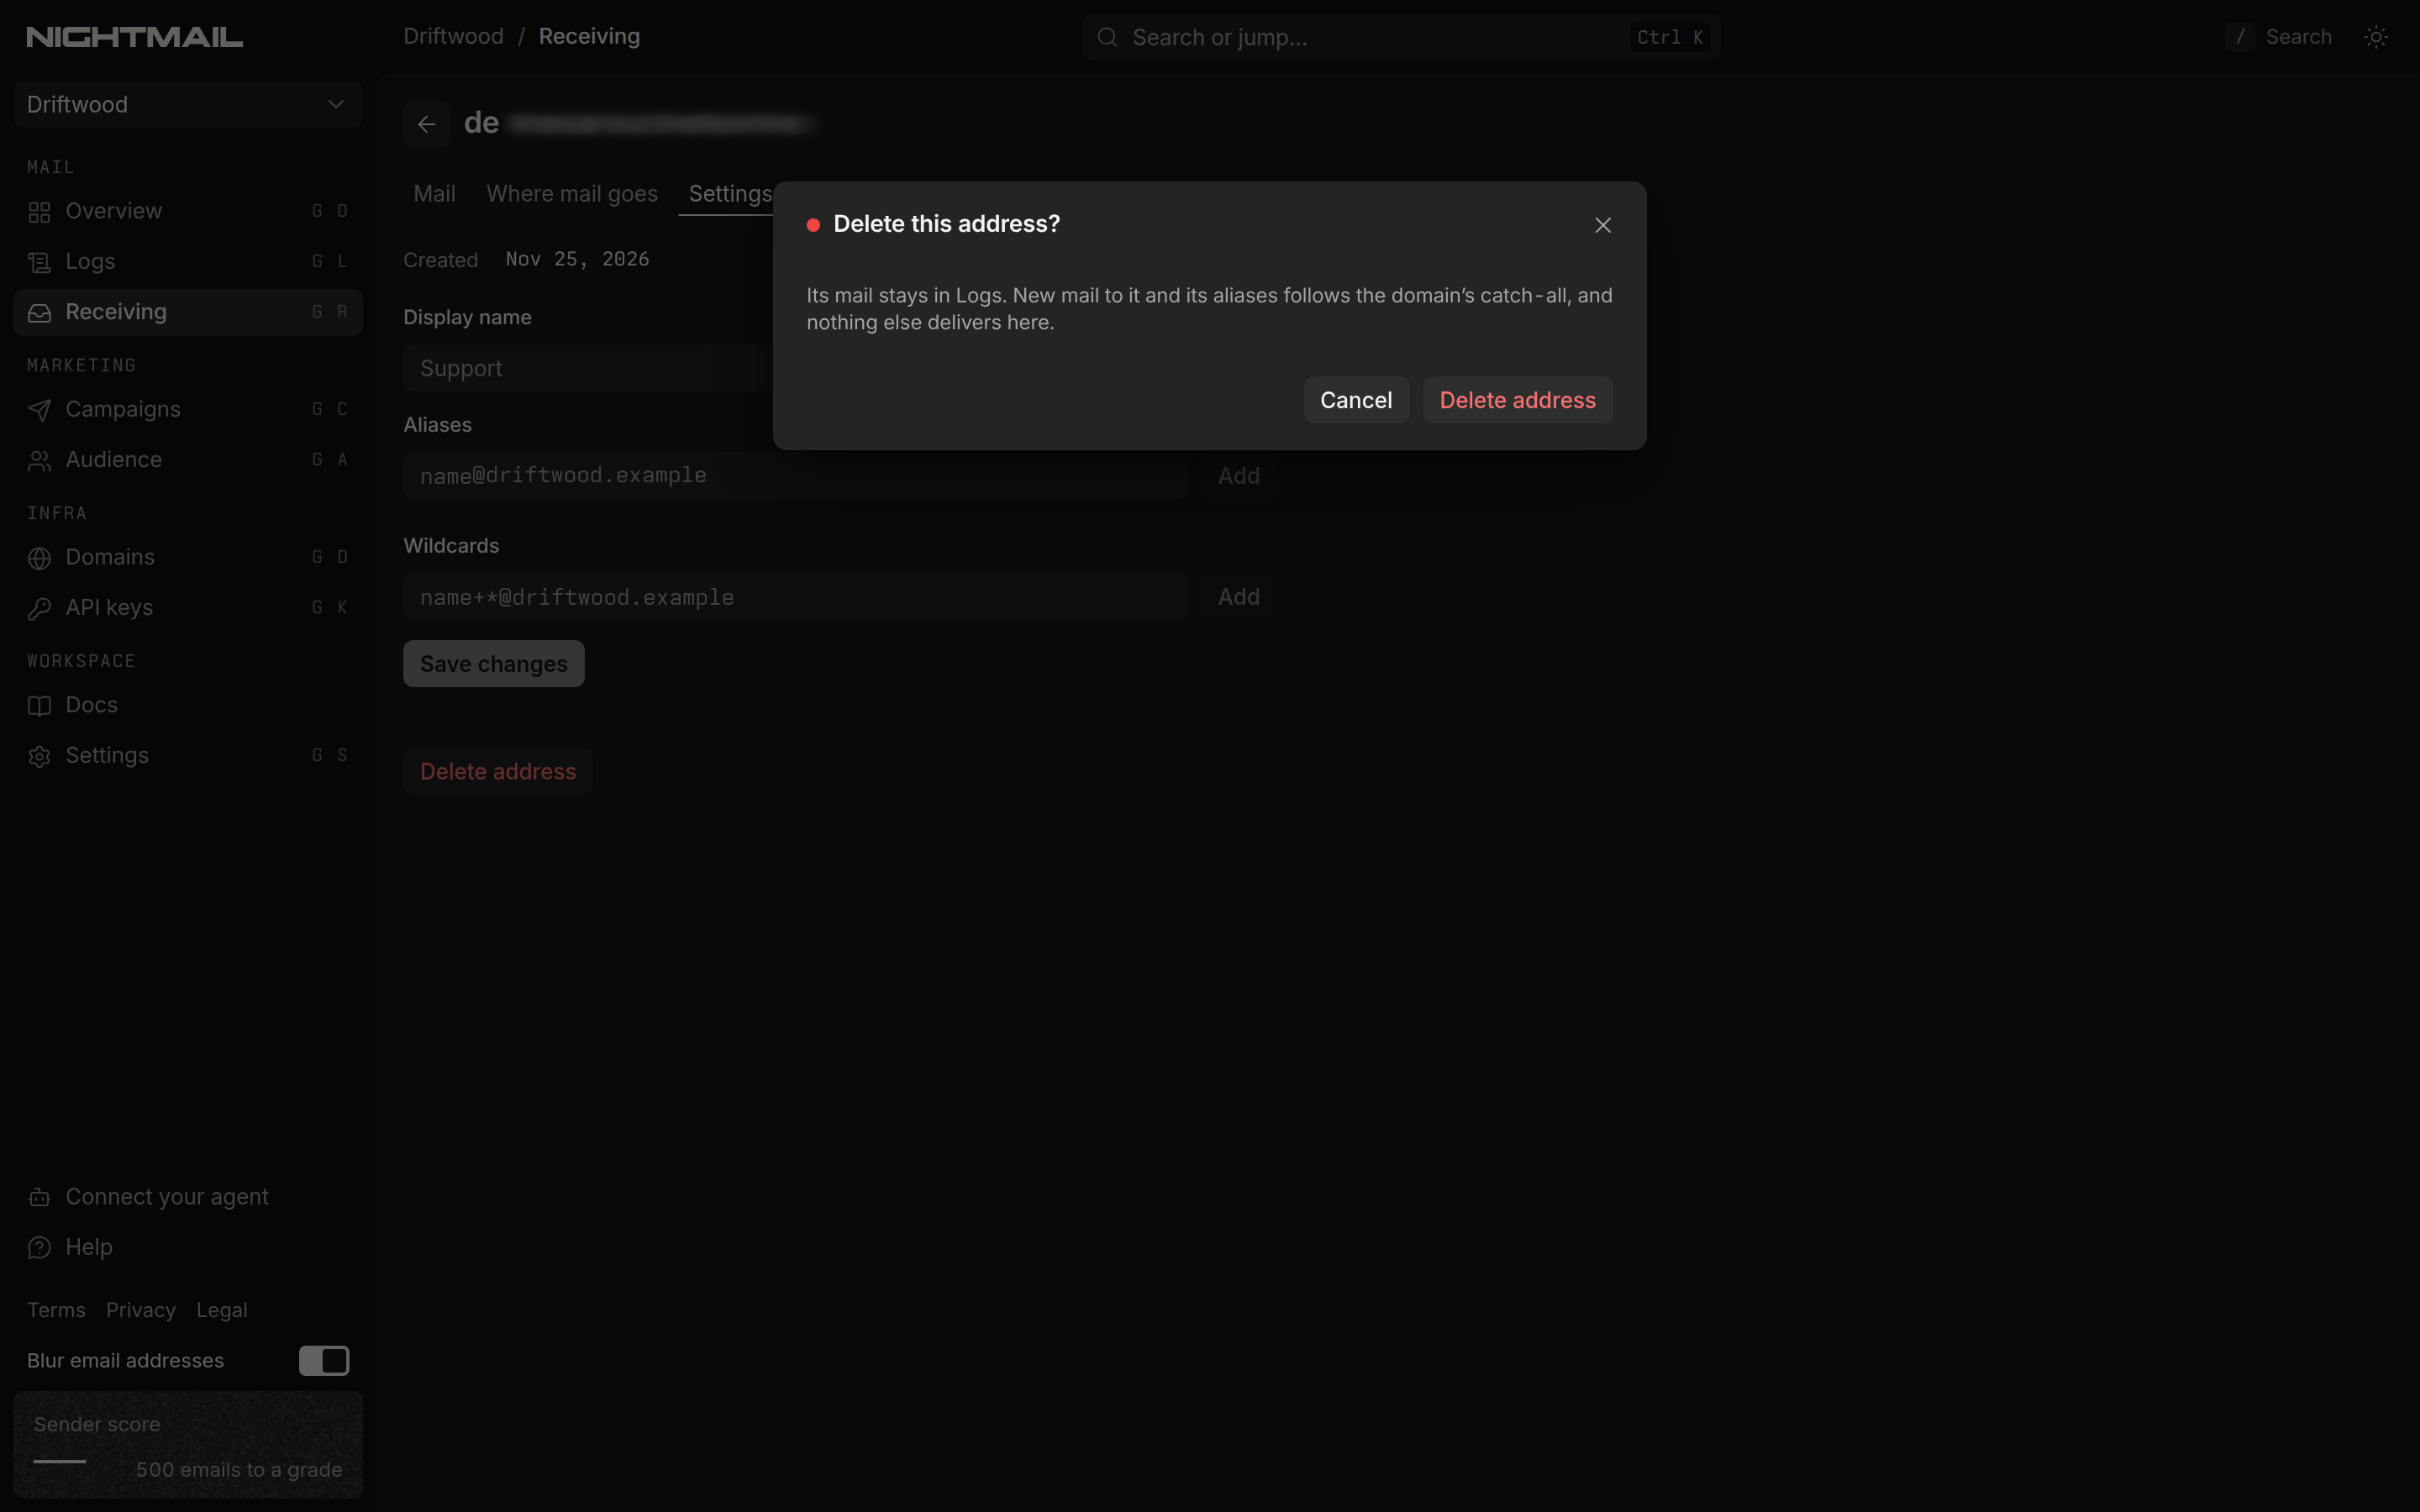 NIGHTMAIL
Driftwood / Receiving
Search or jump...
Ctrl K
/ Search
Driftwood
MAIL
Overview G O
Logs G L
Receiving G R
MARKETING
Campaigns G C
Audience G A
INFRA
Domains G D
API keys G K
WORKSPACE
Docs
Settings G S
Connect your agent
Help
Terms Privacy Legal
Blur email addresses
Sender score
500 emails to a grade
de
Mail Where mail goes Settings
Created Nov 25, 2026
Display name
Support
Aliases
name@driftwood.example Add
Wildcards
name+*@driftwood.example Add
Save changes
Delete address
Delete this address?
Its mail stays in Logs. New mail to it and its aliases follows the domain’s catch-all, and
nothing else delivers here.
Cancel Delete address